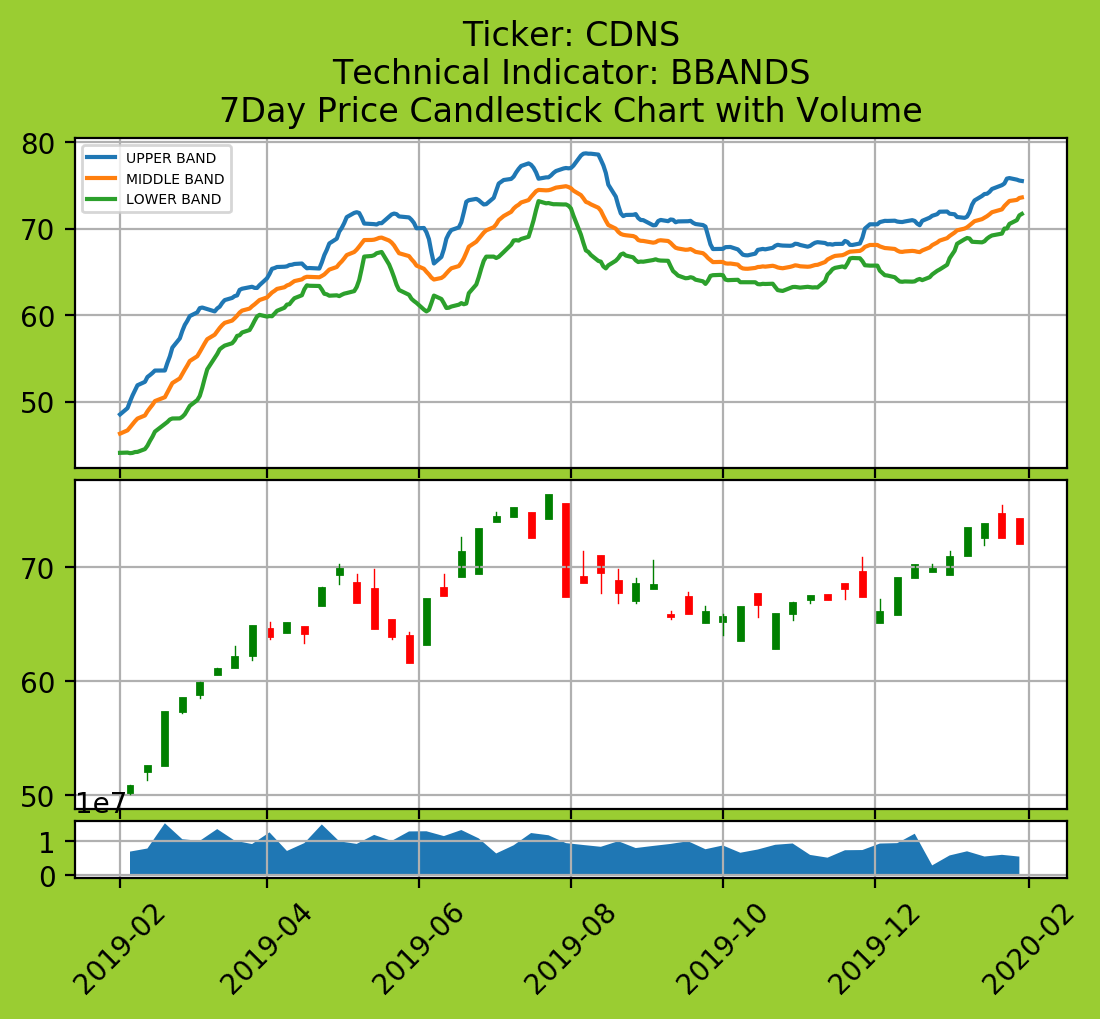 Ticker: CDNS
Technical Indicator: BBANDS
7Day Price Candlestick Chart with Volume
80
70
60
50
UPPER BAND
MIDDLE BAND
LOWER BAND
70
60
50
1e7
1
0
2019-02
2019-04
2019-06
2019-08
2019-10
2019-12
2020-02